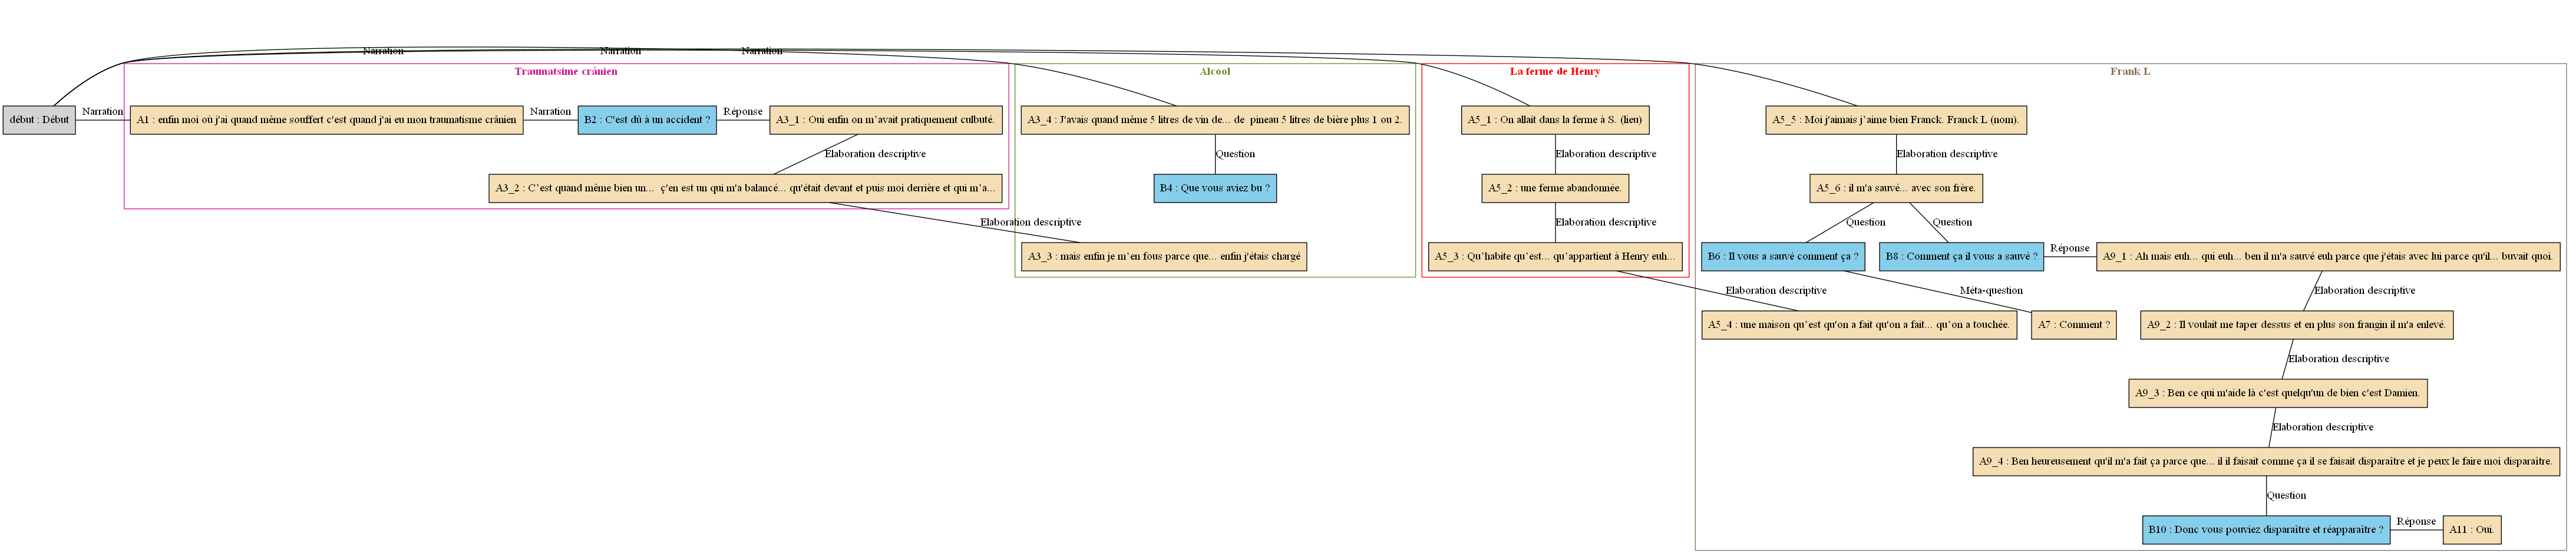 Narration
Narration
Narration
Traumatsime crânien
Alcool
La ferme de Henry
Frank L
début : Début
Narration
A1 : enfin moi où j'ai quand même souffert c'est quand j'ai eu mon traumatisme crânien
Narration
B2 : C'est dû à un accident ?
Réponse
A3_1 : Oui enfin on m’avait pratiquement culbuté.
A3_4 : J'avais quand même 5 litres de vin de... de  pineau 5 litres de bière plus 1 ou 2.
A5_1 : On allait dans la ferme à S. (lieu)
A5_5 : Moi j'aimais j’aime bien Franck. Franck L (nom).
Elaboration descriptive
Question
Elaboration descriptive
Elaboration descriptive
A3_2 : C’est quand même bien un...  ç'en est un qui m'a balancé... qu'était devant et puis moi derrière et qui m’a...
B4 : Que vous aviez bu ?
A5_2 : une ferme abandonnée.
A5_6 : il m'a sauvé... avec son frère.
Elaboration descriptive
Elaboration descriptive
Question
Question
A3_3 : mais enfin je m’en fous parce que... enfin j'étais chargé
A5_3 : Qu’habite qu’est... qu’appartient à Henry euh...
B6 : Il vous a sauvé comment ça ?
B8 : Comment ça il vous a sauvé ?
Réponse
A9_1 : Ah mais euh... qui euh... ben il m'a sauvé euh parce que j'étais avec lui parce qu'il... buvait quoi.
Elaboration descriptive
Méta-question
Elaboration descriptive
A5_4 : une maison qu’est qu'on a fait qu'on a fait... qu’on a touchée.
A7 : Comment ?
A9_2 : Il voulait me taper dessus et en plus son frangin il m'a enlevé.
Elaboration descriptive
A9_3 : Ben ce qui m'aide là c'est quelqu'un de bien c'est Damien.
Elaboration descriptive
A9_4 : Ben heureusement qu'il m'a fait ça parce que... il il faisait comme ça il se faisait disparaître et je peux le faire moi disparaître.
Question
B10 : Donc vous pouviez disparaître et réapparaître ?
Réponse
A11 : Oui.